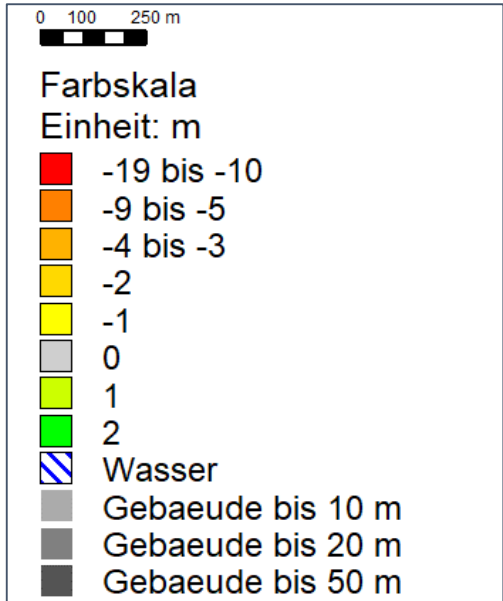 0 100 250 m
Farbskala
Einheit: m
-19 bis -10
-9 bis -5
-4 bis -3
-2
-1
0
1
2
Wasser
Gebaeude bis 10 m
Gebaeude bis 20 m
Gebaeude bis 50 m